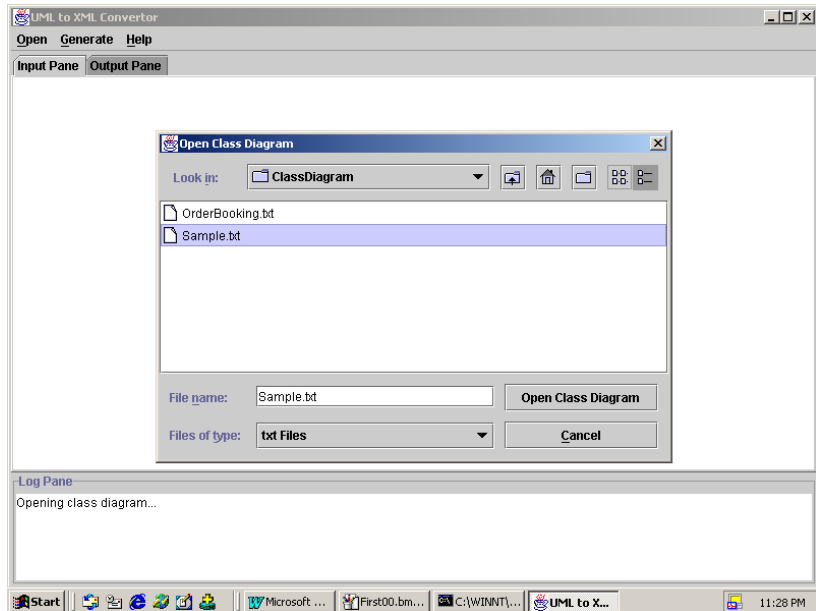 UML to XML Convertor
Open Generate Help
Input Pane Output Pane
Open Class Diagram
Look in: ClassDiagram
OrderBooking.txt
Sample.txt
File name: Sample.txt Open Class Diagram
Files of type: txt Files Cancel
Log Pane
Opening class diagram...
Start Microsoft ... First00.bm... C:\WINNT\... UML to X... 11:28 PM